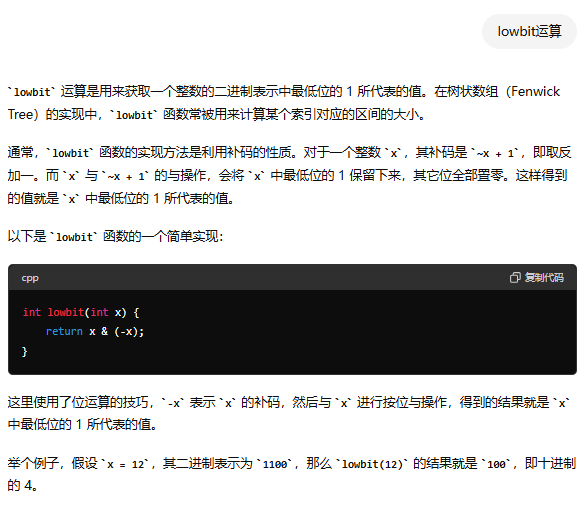 lowbit运算
`lowbit` 运算是用来获取一个整数的二进制表示中最低位的 1 所代表的值。在树状数组（Fenwick
Tree）的实现中，`lowbit` 函数常被用来计算某个索引对应的区间的大小。
通常，`lowbit` 函数的实现方法是利用补码的性质。对于一个整数 `x`，其补码是 `~x + 1`，即取反
加一。而 `x` 与 `~x + 1` 的与操作，会将 `x` 中最低位的 1 保留下来，其它位全部置零。这样得到
的值就是 `x` 中最低位的 1 所代表的值。
以下是 `lowbit` 函数的一个简单实现：
cpp 复制代码
int lowbit(int x) {
    return x & (-x);
}
这里使用了位运算的技巧，`-x` 表示 `x` 的补码，然后与 `x` 进行按位与操作，得到的结果就是 `x`
中最低位的 1 所代表的值。
举个例子，假设 `x = 12`，其二进制表示为 `1100`，那么 `lowbit(12)` 的结果就是 `100`，即十进制
的 4。